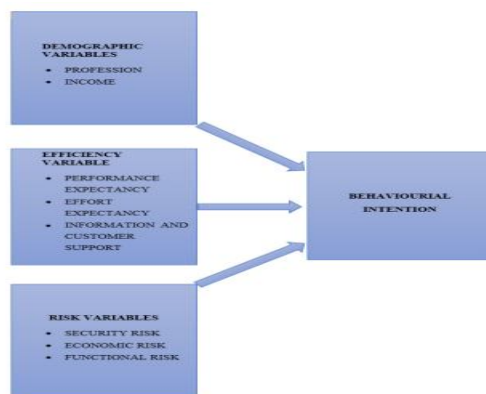 DEMOGRAPHIC
VARIABLES
• PROFESSION
• INCOME
EFFICIENCY
VARIABLE
• PERFORMANCE
EXPECTANCY
• EFFORT
EXPECTANCY
• INFORMATION AND
CUSTOMER
SUPPORT
RISK VARIABLES
• SECURITY RISK
• ECONOMIC RISK
• FUNCTIONAL RISK
BEHAVIOURIAL
INTENTION